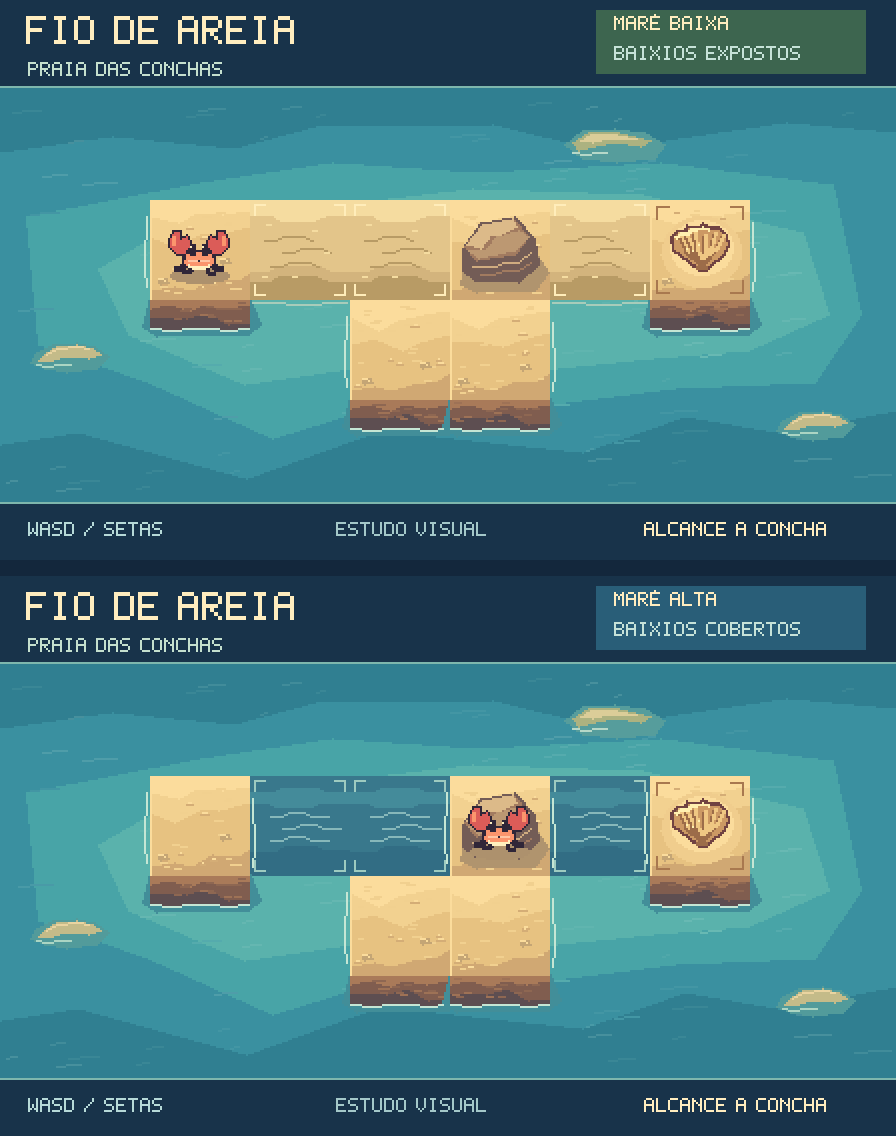 FIO DE AREIA
PRAIA DAS CONCHAS
MARÉ BAIXA
BAIXIOS EXPOSTOS
WASD / SETAS
ESTUDO VISUAL
ALCANCE A CONCHA
FIO DE AREIA
PRAIA DAS CONCHAS
MARÉ ALTA
BAIXIOS COBERTOS
WASD / SETAS
ESTUDO VISUAL
ALCANCE A CONCHA